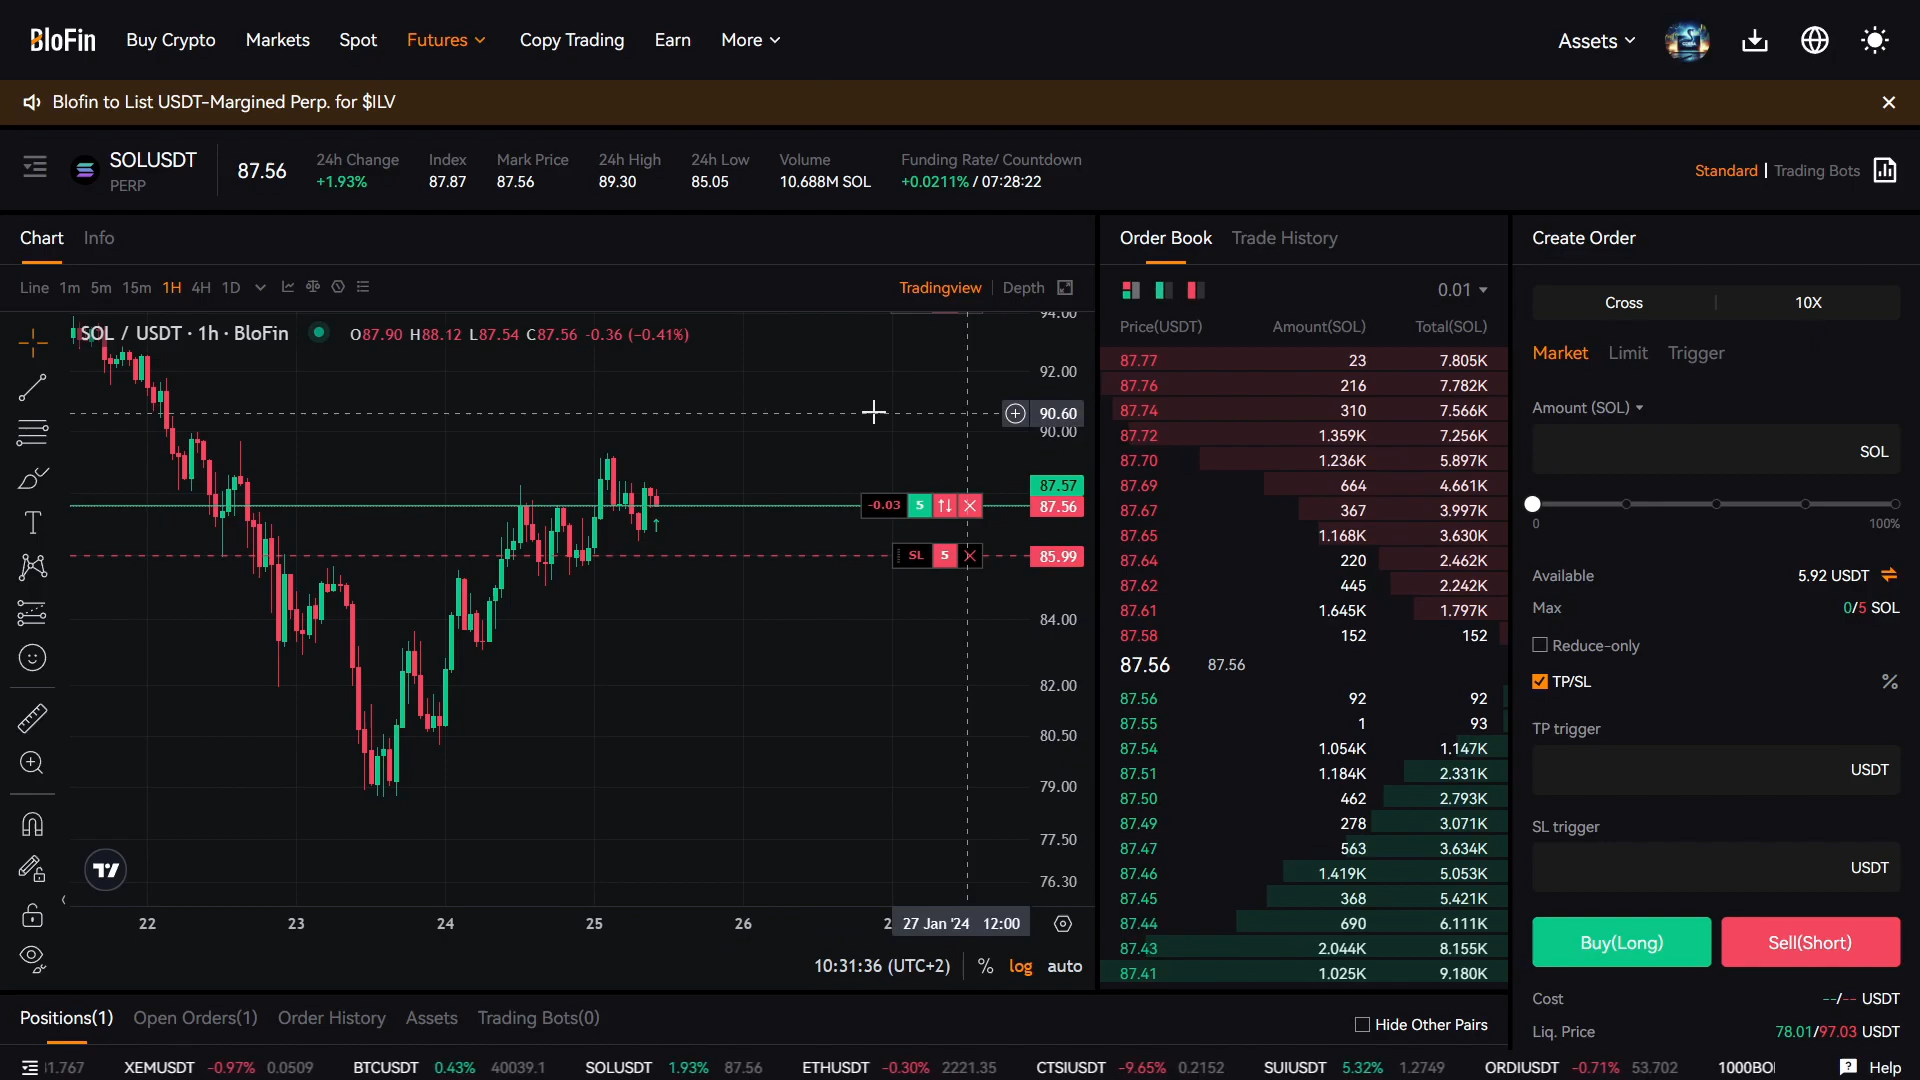 BloFin Buy Crypto Markets Spot Futures Copy Trading Earn More Assets
Blofin to List USDT-Margined Perp. for $ILV
SOLUSDT
PERP
87.56
24h Change
+1.93%
Index
87.87
Mark Price
87.56
24h High
89.30
24h Low
85.05
Volume
10.688M SOL
Funding Rate/ Countdown
+0.0211% / 07:28:22
Standard | Trading Bots
Chart Info
Line 1m 5m 15m 1H 4H 1D
Tradingview Depth
SOL / USDT · 1h · BloFin O87.90 H88.12 L87.54 C87.56 -0.36 (-0.41%)
94.00
92.00
90.60
90.00
87.57
-0.03 5 87.56
SL 5 85.99
84.00
82.00
80.50
79.00
77.50
76.30
22 23 24 25 26 2 27 Jan '24 12:00
10:31:36 (UTC+2) % log auto
Order Book Trade History
0.01
Price(USDT) Amount(SOL) Total(SOL)
87.77 23 7.805K
87.76 216 7.782K
87.74 310 7.566K
87.72 1.359K 7.256K
87.70 1.236K 5.897K
87.69 664 4.661K
87.67 367 3.997K
87.65 1.168K 3.630K
87.64 220 2.462K
87.62 445 2.242K
87.61 1.645K 1.797K
87.58 152 152
87.56 87.56
87.56 92 92
87.55 1 93
87.54 1.054K 1.147K
87.51 1.184K 2.331K
87.50 462 2.793K
87.49 278 3.071K
87.47 563 3.634K
87.46 1.419K 5.053K
87.45 368 5.421K
87.44 690 6.111K
87.43 2.044K 8.155K
87.41 1.025K 9.180K
Create Order
Cross 10X
Market Limit Trigger
Amount (SOL)
SOL
0 100%
Available 5.92 USDT
Max 0/5 SOL
Reduce-only
TP/SL %
TP trigger
USDT
SL trigger
USDT
Buy(Long) Sell(Short)
Cost --/-- USDT
Liq. Price 78.01/97.03 USDT
Positions(1) Open Orders(1) Order History Assets Trading Bots(0)
Hide Other Pairs
XEMUSDT -0.97% 0.0509 BTCUSDT 0.43% 40039.1 SOLUSDT 1.93% 87.56 ETHUSDT -0.30% 2221.35 CTSIUSDT -9.65% 0.2152 SUIUSDT 5.32% 1.2749 ORDIUSDT -0.71% 53.702 Help